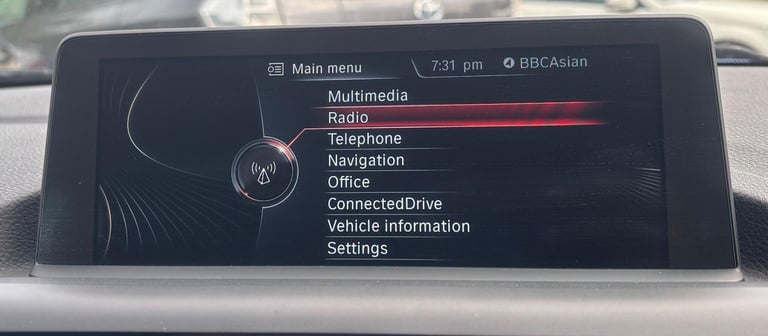 Main menu 7:31 pm BBCAsian
Multimedia
Radio
Telephone
Navigation
Office
ConnectedDrive
Vehicle information
Settings